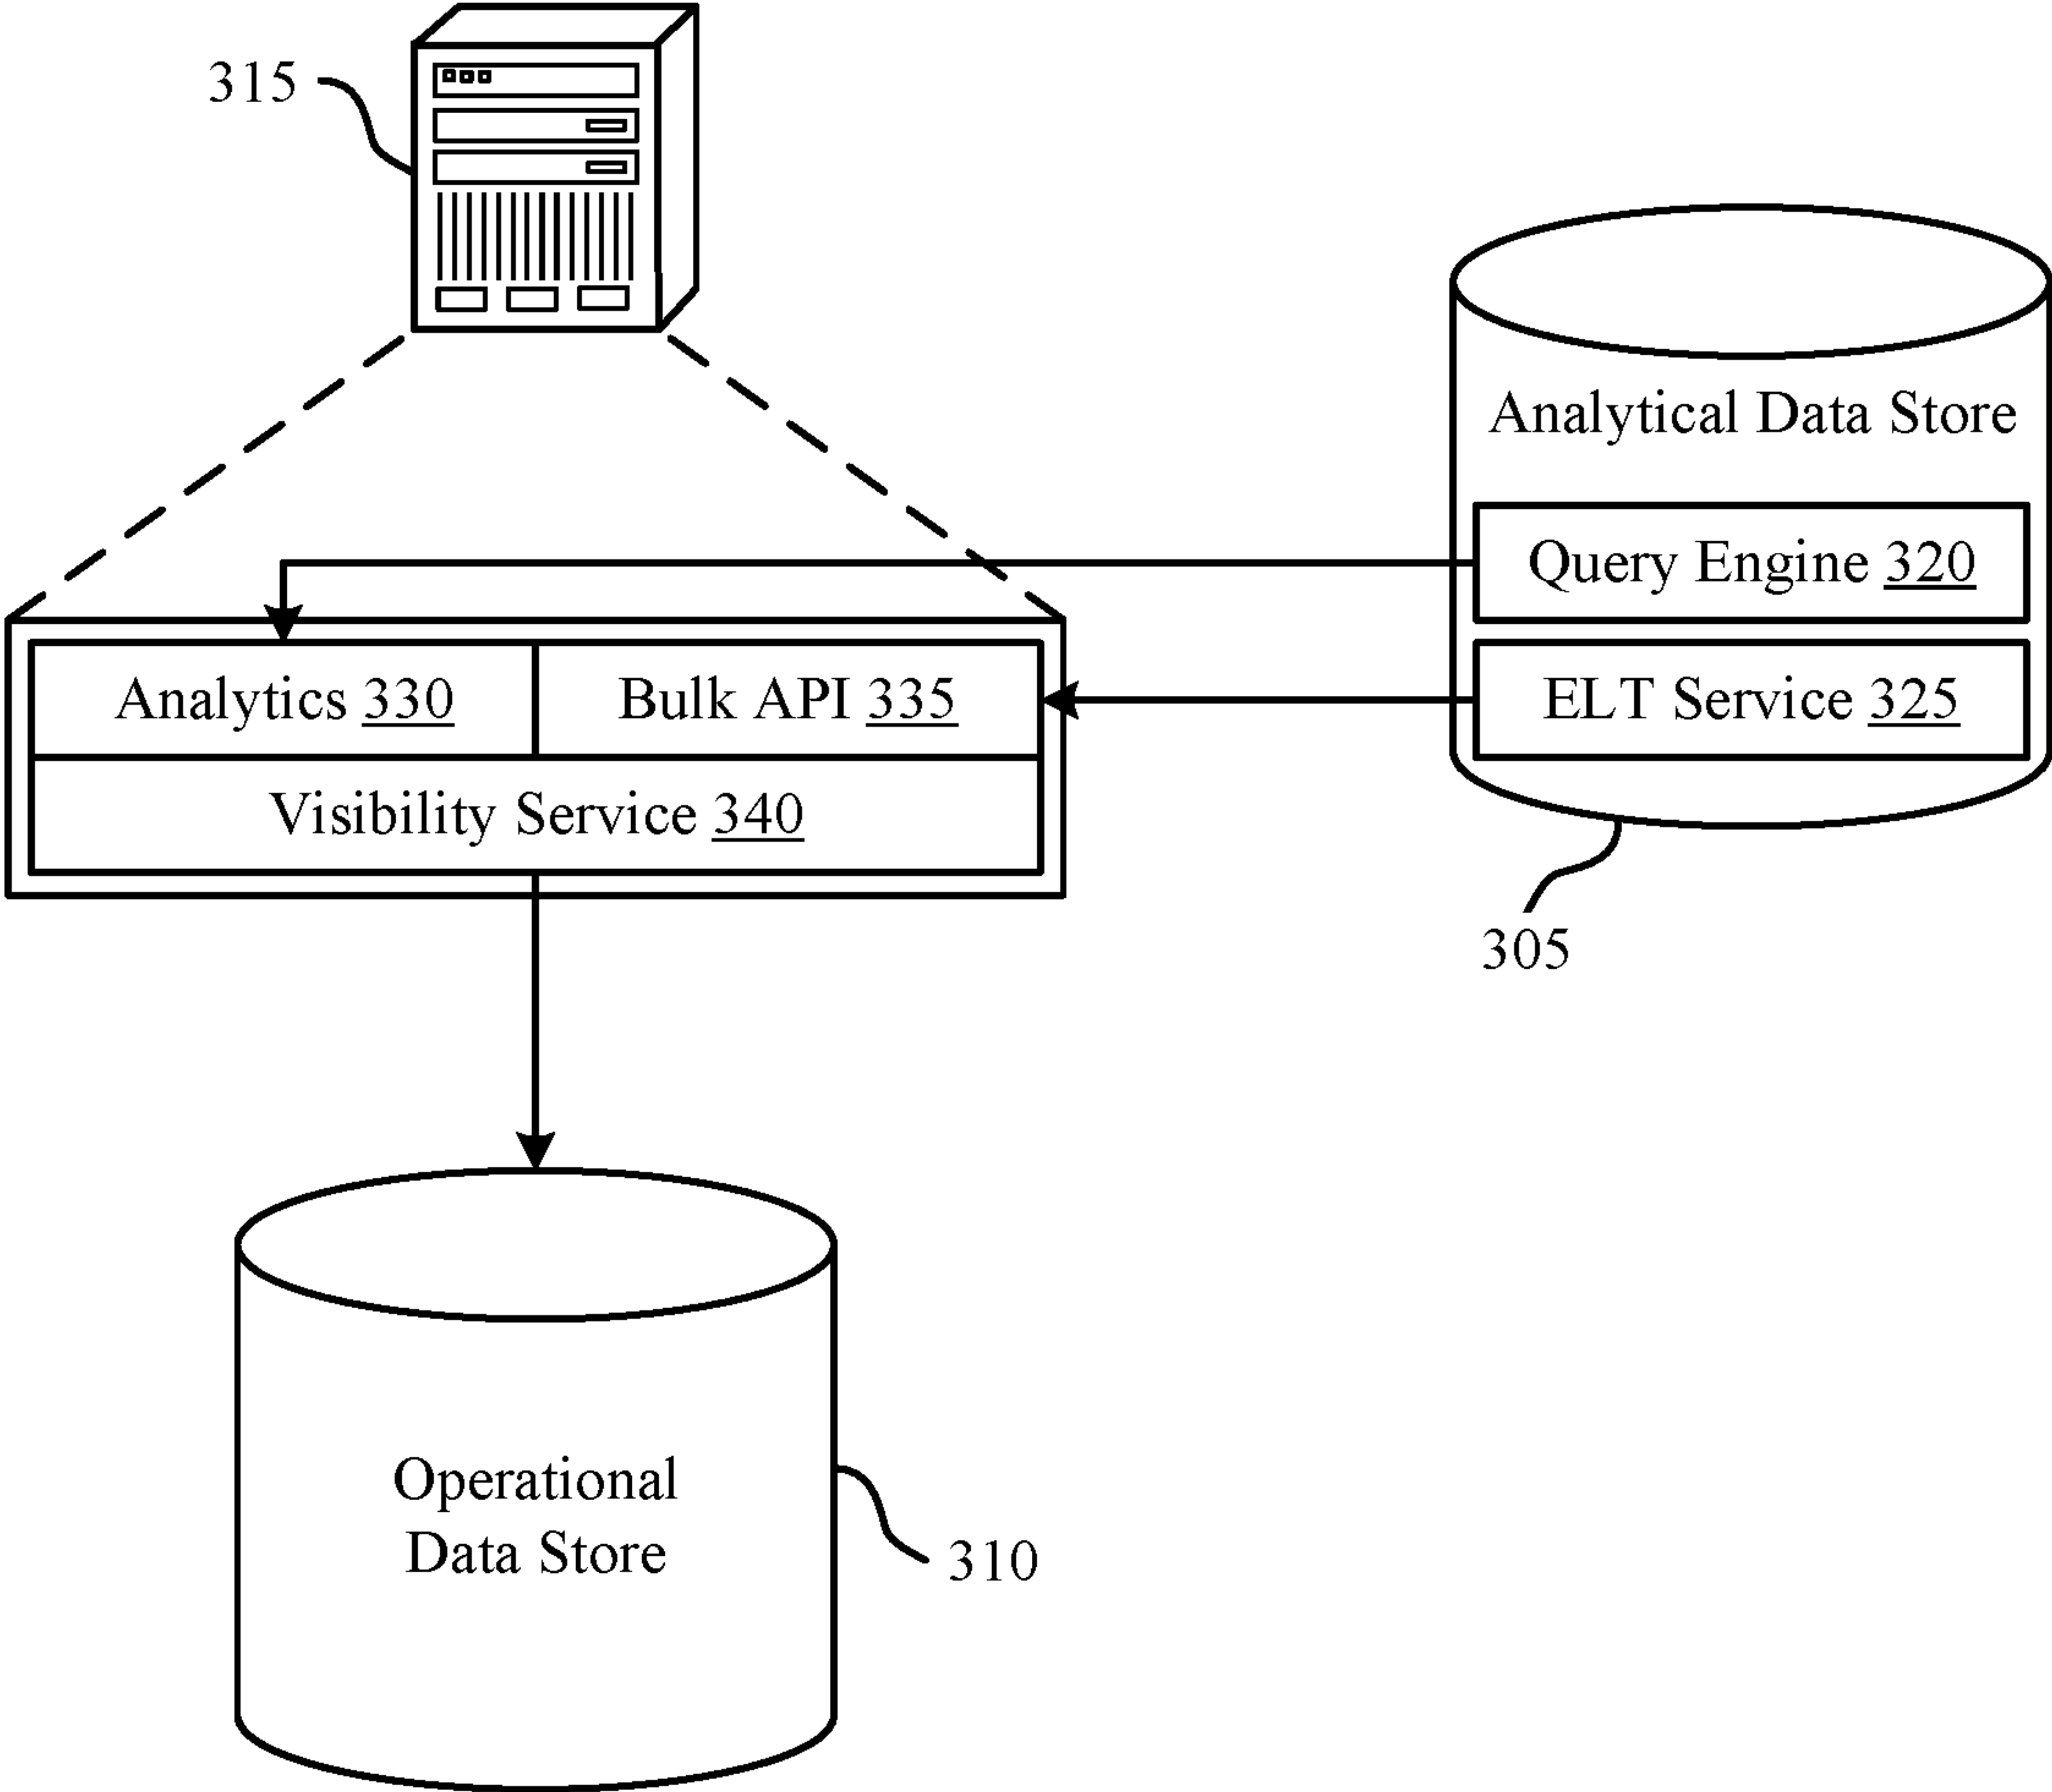 315
Analytical Data Store
Query Engine 320
ELT Service 325
Analytics 330
Bulk API 335
Visibility Service 340
305
Operational
Data Store
310